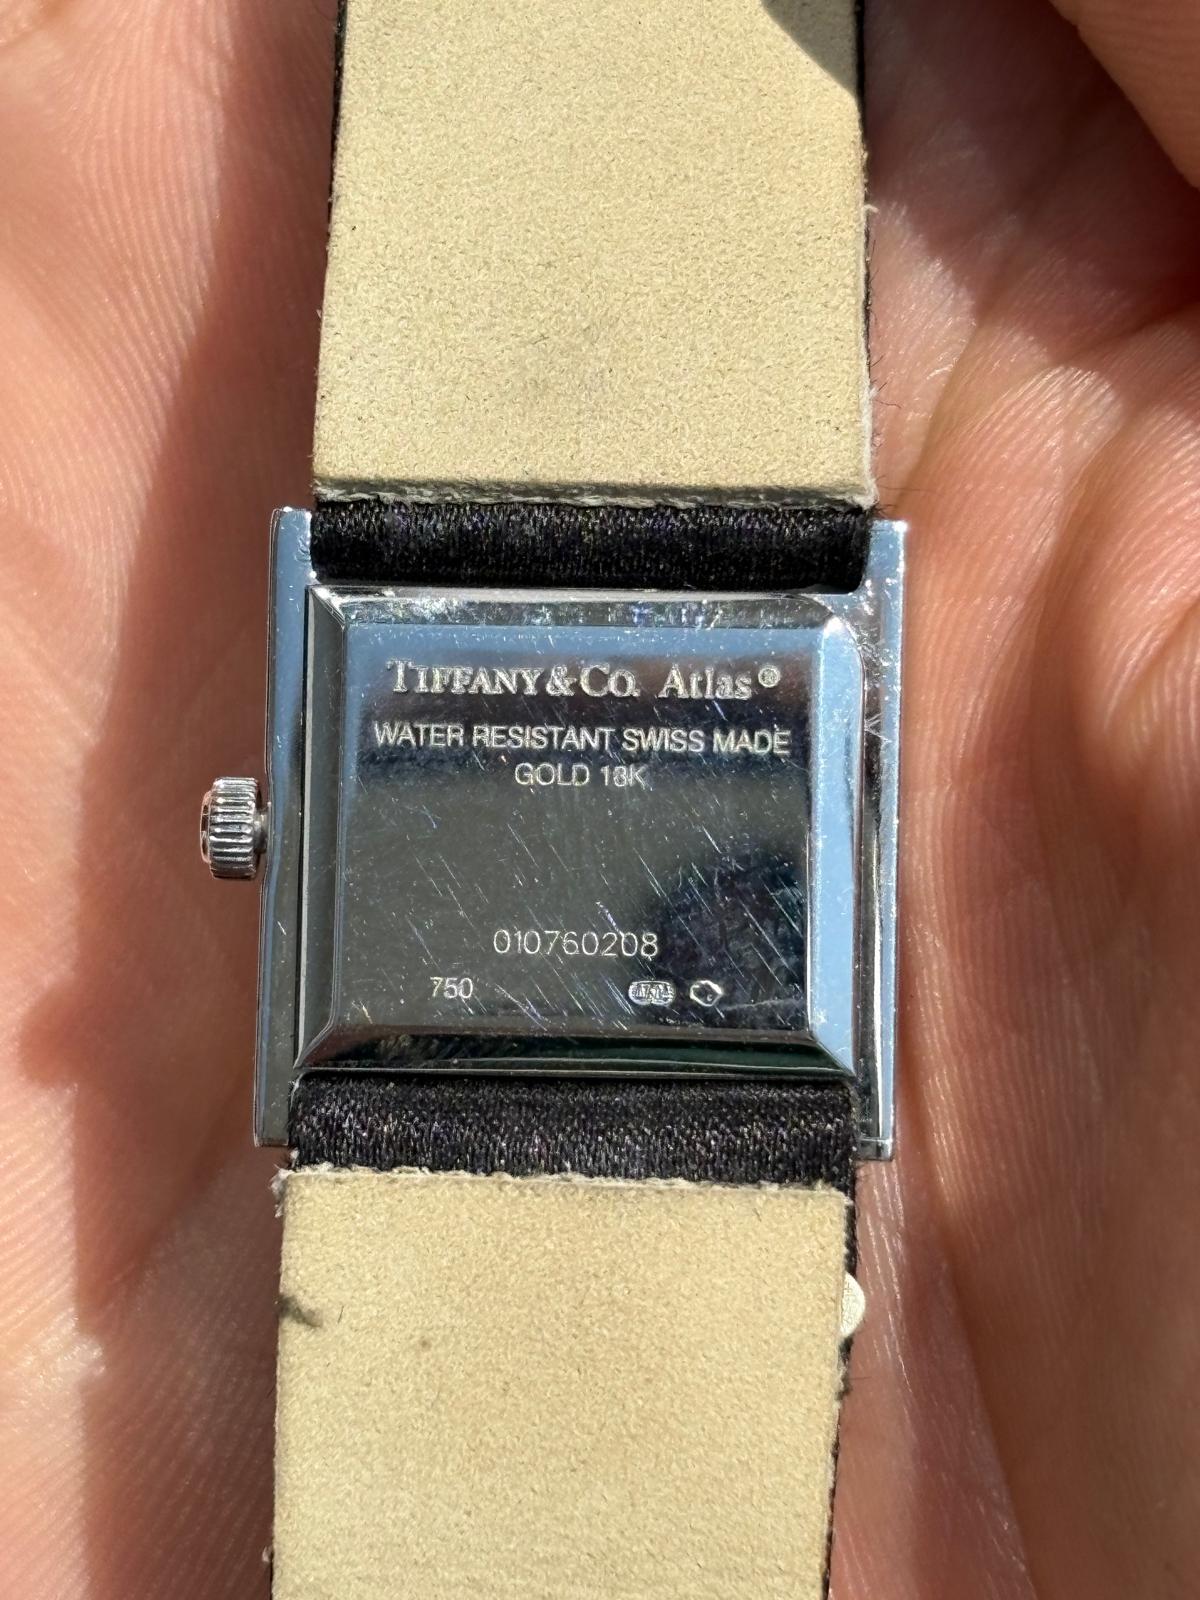 TIFFANY & CO. Atlas®
WATER RESISTANT SWISS MADE
GOLD 18K
010760208
750